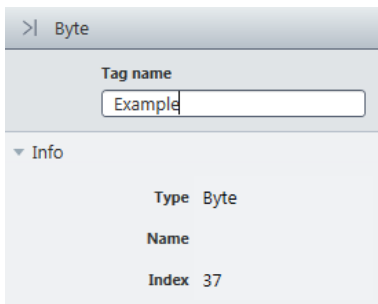 >| Byte
Tag name
Example
Info
Type Byte
Name
Index 37